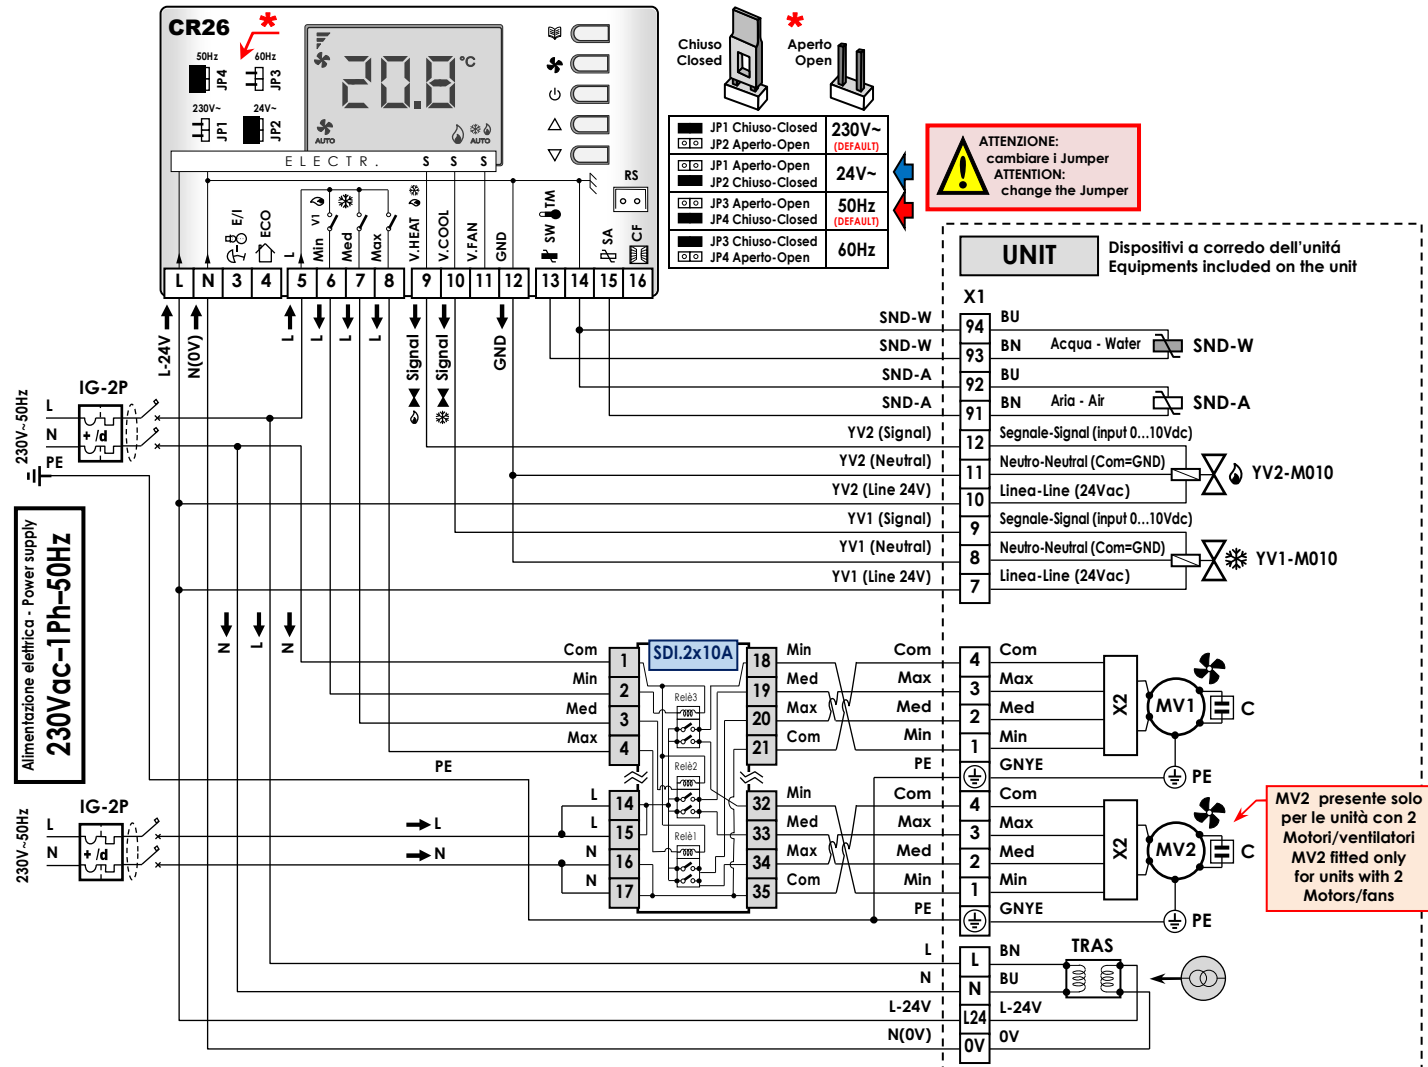 CR26
*
50Hz
60Hz
JP4
JP3
230V~
24V~
JP1
JP2
20.8 °C
AUTO
AUTO
ELECTR.
S S S
RS
E/I
ECO
L
Min
V1
Med
Max
V.HEAT
V.COOL
V.FAN
GND
SW
TM
SA
CF
L N 3 4 5 6 7 8 9 10 11 12 13 14 15 16
Chiuso
Closed
*
Aperto
Open
JP1 Chiuso-Closed
JP2 Aperto-Open
230V~
(DEFAULT)
JP1 Aperto-Open
JP2 Chiuso-Closed
24V~
JP3 Aperto-Open
JP4 Chiuso-Closed
50Hz
(DEFAULT)
JP3 Chiuso-Closed
JP4 Aperto-Open
60Hz
ATTENZIONE:
cambiare i Jumper
ATTENTION:
change the Jumper
UNIT
Dispositivi a corredo dell'unitá
Equipments included on the unit
L-24V
N(0V)
L
L
L
L
Signal
Signal
GND
X1
SND-W 94 BU
SND-W 93 BN
Acqua - Water
SND-W
SND-A 92 BU
SND-A 91 BN
Aria - Air
SND-A
YV2 (Signal) 12 Segnale-Signal (input 0...10Vdc)
YV2 (Neutral) 11 Neutro-Neutral (Com=GND)
YV2-M010
YV2 (Line 24V) 10 Linea-Line (24Vac)
YV1 (Signal) 9 Segnale-Signal (input 0...10Vdc)
YV1 (Neutral) 8 Neutro-Neutral (Com=GND)
YV1-M010
YV1 (Line 24V) 7 Linea-Line (24Vac)
IG-2P
230V~50Hz
L
N
PE
+ /d
Alimentazione elettrica - Power supply
230Vac–1Ph–50Hz
N
L
N
SDI.2x10A
Com 1
Min 2
Med 3
Max 4
Relè3
Relè2
Relè1
18 Min
19 Med
20 Max
21 Com
L 14
L 15
N 16
N 17
32 Min
33 Med
34 Max
35 Com
PE
Com 4 Com
Max 3 Max
Med 2 Med
Min 1 Min
PE GNYE
X2
MV1
C
PE
Com 4 Com
Max 3 Max
Med 2 Med
Min 1 Min
PE GNYE
X2
MV2
C
PE
MV2 presente solo
per le unità con 2
Motori/ventilatori
MV2 fitted only
for units with 2
Motors/fans
IG-2P
230V~50Hz
L
N
+ /d
L
N
L L BN
N N BU
L-24V L24 L-24V
N(0V) 0V 0V
TRAS